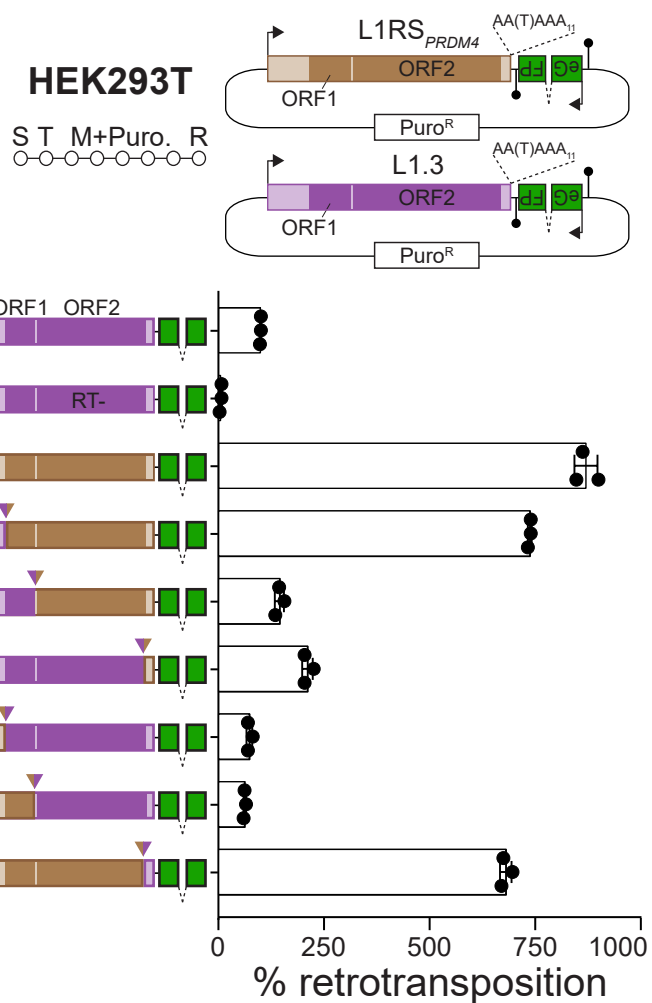 AA(T)AAA₁₁
L1RS_PRDM4
HEK293T
ORF2
FP
eG
ORF1
S T M+Puro. R
Puroᴿ
AA(T)AAA₁₁
L1.3
ORF2
FP
eG
ORF1
Puroᴿ
ORF1 ORF2
RT-
0 250 500 750 1000
% retrotransposition